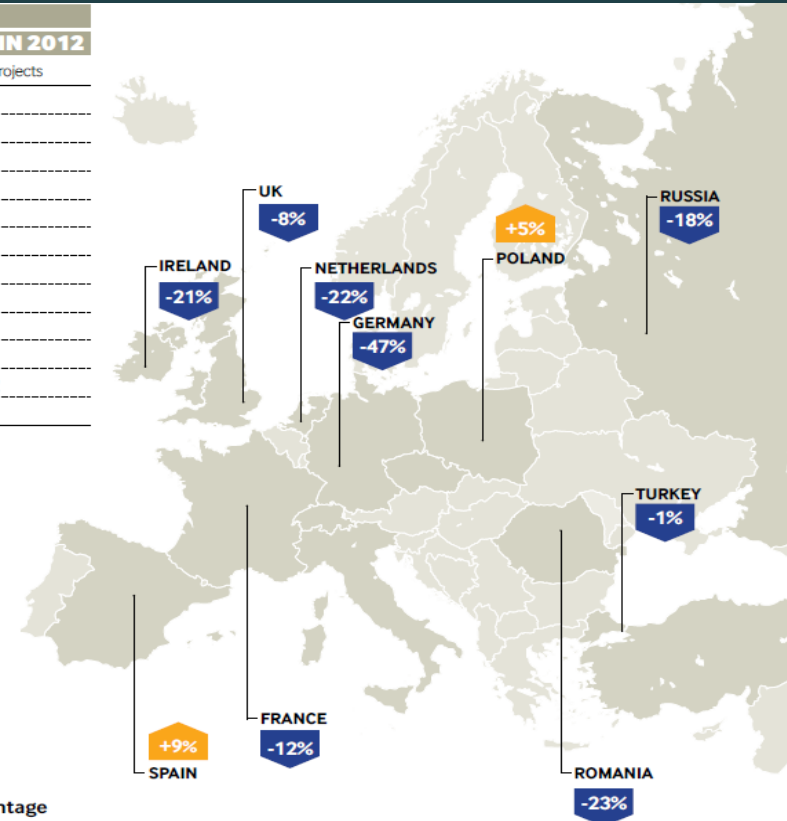 IN 2012
rojects
UK
-8%
RUSSIA
-18%
+5%
POLAND
IRELAND
-21%
NETHERLANDS
-22%
GERMANY
-47%
TURKEY
-1%
FRANCE
-12%
+9%
SPAIN
ROMANIA
-23%
ntage